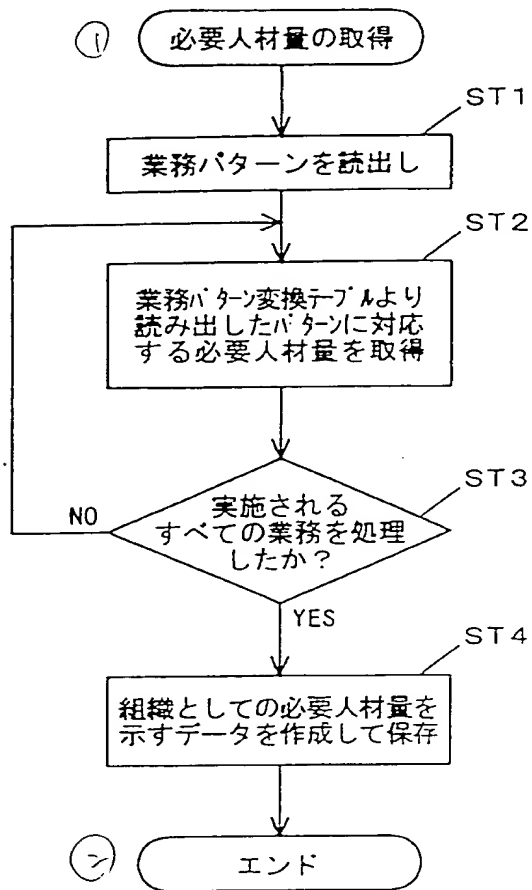 ① 必要人材量の取得
ST1
業務パターンを読出し
ST2
業務パターン変換テーブルより
読み出したパターンに対応
する必要人材量を取得
ST3
実施される
すべての業務を処理
したか?
NO
YES
ST4
組織としての必要人材量を
示すデータを作成して保存
② エンド